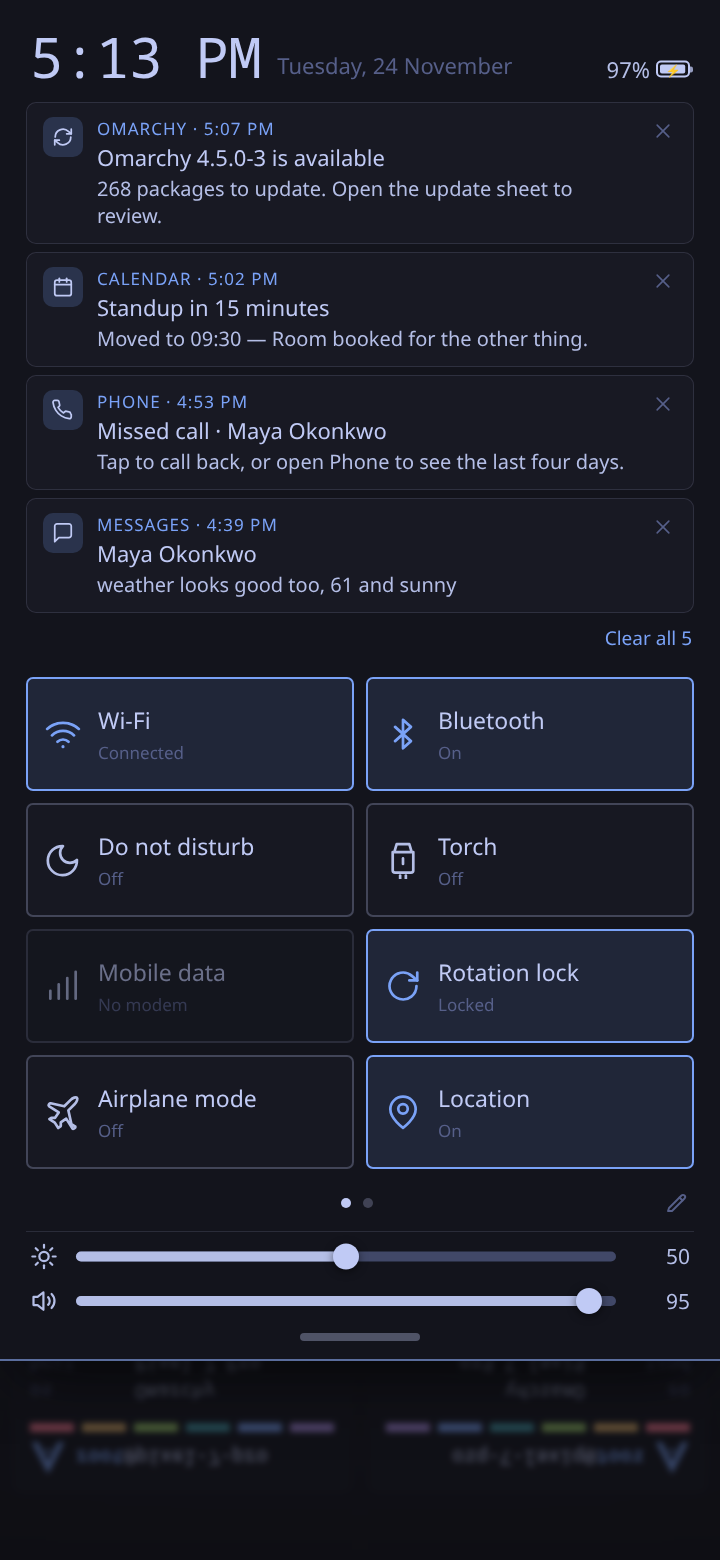 5:13 PM Tuesday, 24 November 97%
OMARCHY · 5:07 PM
Omarchy 4.5.0-3 is available
268 packages to update. Open the update sheet to
review.
CALENDAR · 5:02 PM
Standup in 15 minutes
Moved to 09:30 — Room booked for the other thing.
PHONE · 4:53 PM
Missed call · Maya Okonkwo
Tap to call back, or open Phone to see the last four days.
MESSAGES · 4:39 PM
Maya Okonkwo
weather looks good too, 61 and sunny
Clear all 5
Wi-Fi
Connected
Bluetooth
On
Do not disturb
Off
Torch
Off
Mobile data
No modem
Rotation lock
Locked
Airplane mode
Off
Location
On
50
95